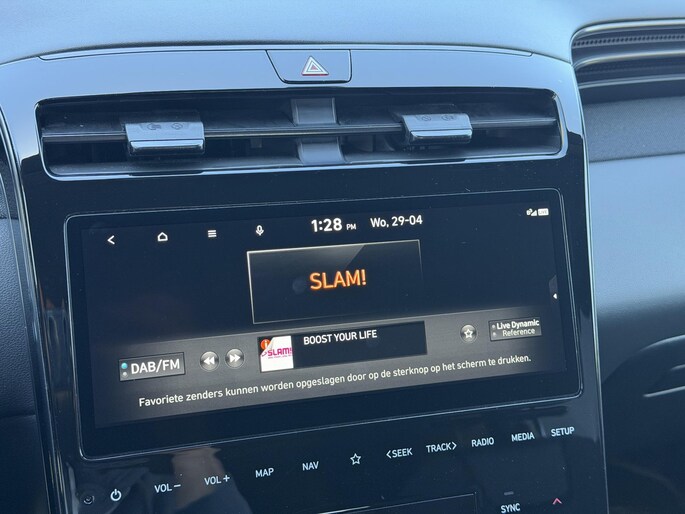 1:28 PM Wo, 29-04
SLAM!
BOOST YOUR LIFE
SLAM!
DAB/FM
Live Dynamic
Reference
Favoriete zenders kunnen worden opgeslagen door op de sterknop op het scherm te drukken.
VOL − VOL + MAP NAV <SEEK TRACK> RADIO MEDIA SETUP
SYNC